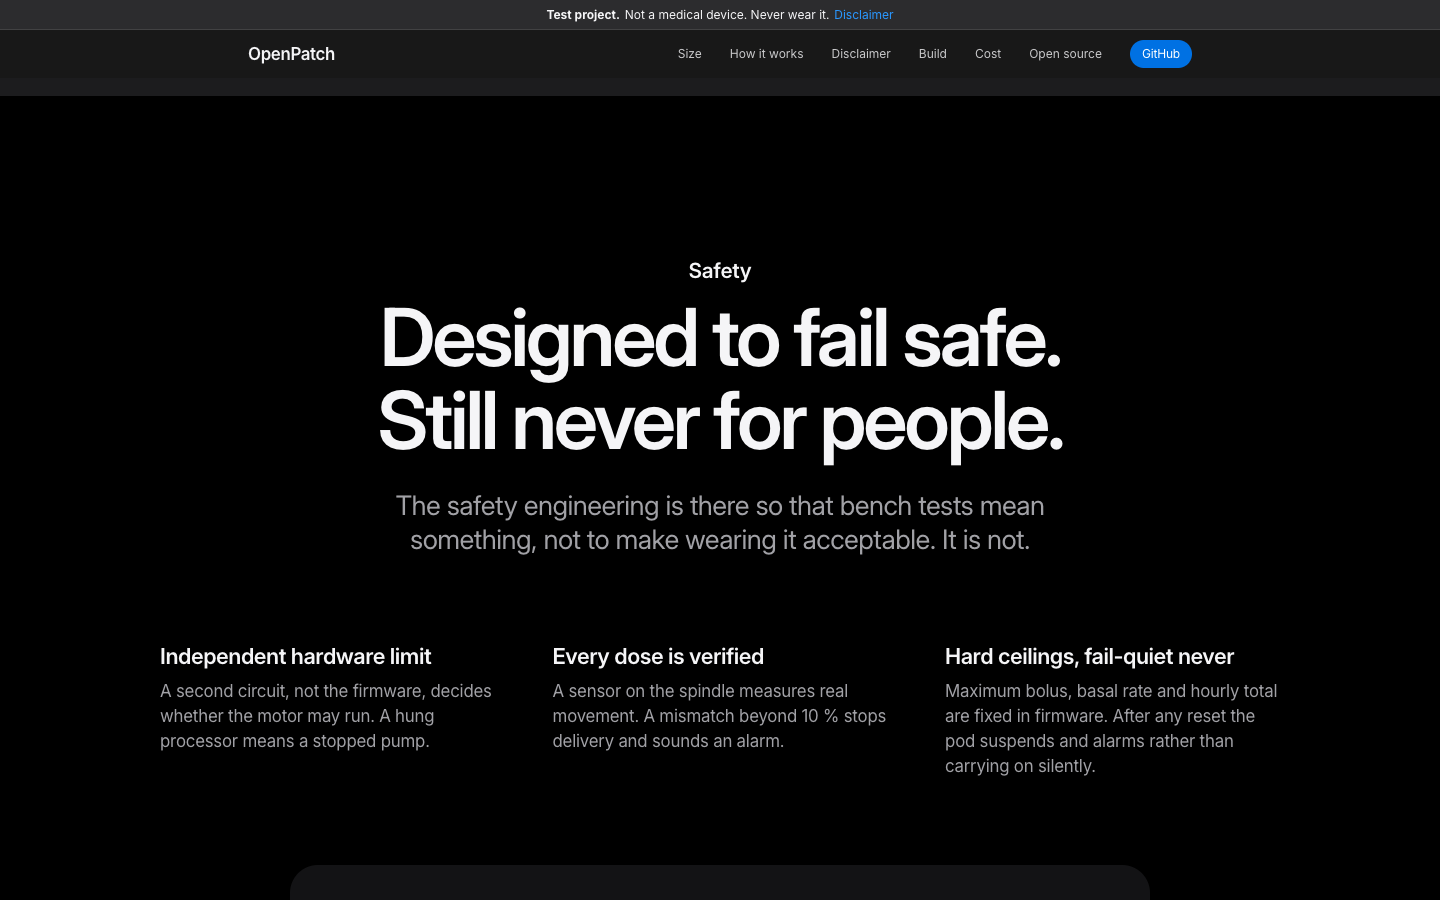 Test project. Not a medical device. Never wear it. Disclaimer
OpenPatch
Size
How it works
Disclaimer
Build
Cost
Open source
GitHub
Safety
Designed to fail safe.
Still never for people.
The safety engineering is there so that bench tests mean
something, not to make wearing it acceptable. It is not.
Independent hardware limit
A second circuit, not the firmware, decides
whether the motor may run. A hung
processor means a stopped pump.
Every dose is verified
A sensor on the spindle measures real
movement. A mismatch beyond 10 % stops
delivery and sounds an alarm.
Hard ceilings, fail-quiet never
Maximum bolus, basal rate and hourly total
are fixed in firmware. After any reset the
pod suspends and alarms rather than
carrying on silently.